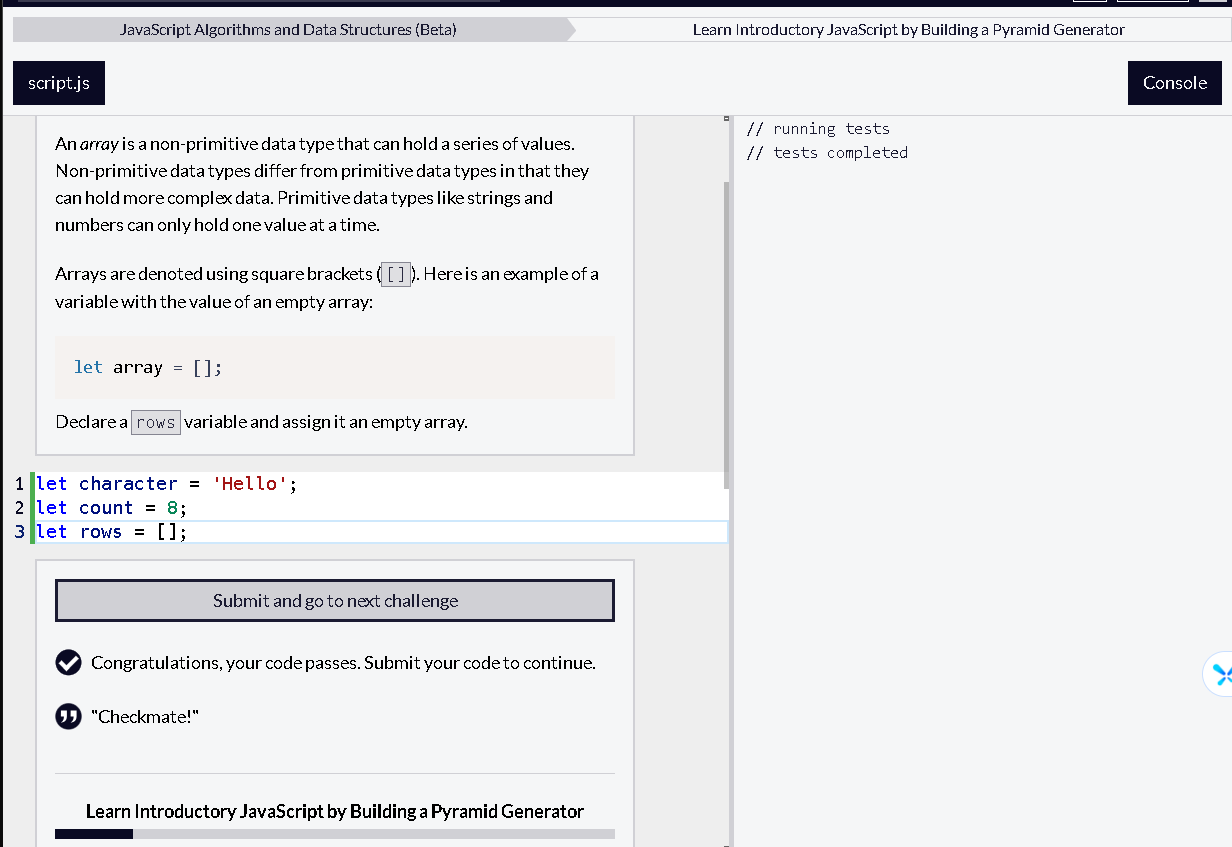 JavaScript Algorithms and Data Structures (Beta)
Learn Introductory JavaScript by Building a Pyramid Generator
script.js
Console
An array is a non-primitive data type that can hold a series of values.
Non-primitive data types differ from primitive data types in that they
can hold more complex data. Primitive data types like strings and
numbers can only hold one value at a time.
Arrays are denoted using square brackets ([]). Here is an example of a
variable with the value of an empty array:
let array = [];
Declare a rows variable and assign it an empty array.
1 let character = 'Hello';
2 let count = 8;
3 let rows = [];
Submit and go to next challenge
Congratulations, your code passes. Submit your code to continue.
"Checkmate!"
Learn Introductory JavaScript by Building a Pyramid Generator
// running tests
// tests completed